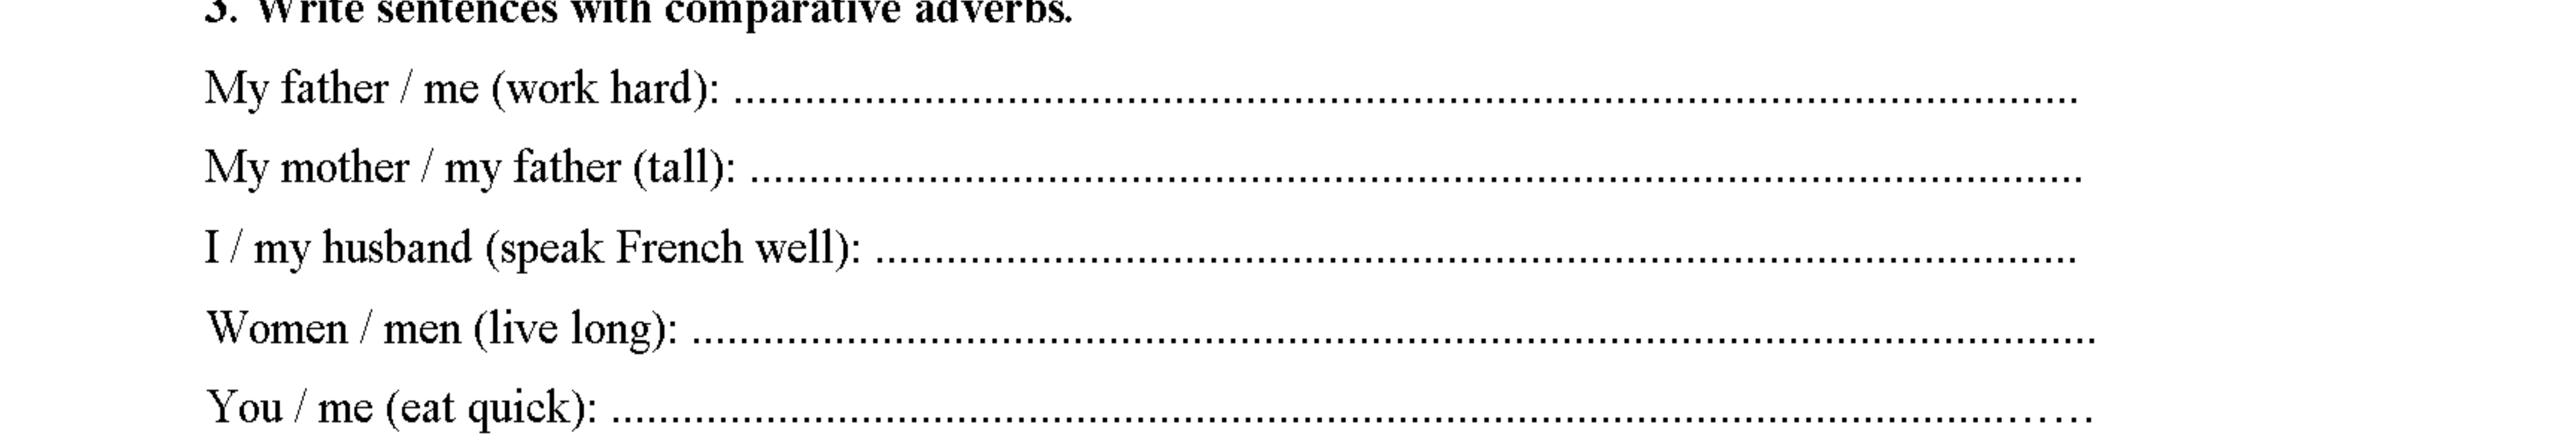 3. Write sentences with comparative adverbs.
My father / me (work hard): ........................................................................................................
My mother / my father (tall): ........................................................................................................
I / my husband (speak French well): ........................................................................................................
Women / men (live long): ........................................................................................................
You / me (eat quick): ........................................................................................................